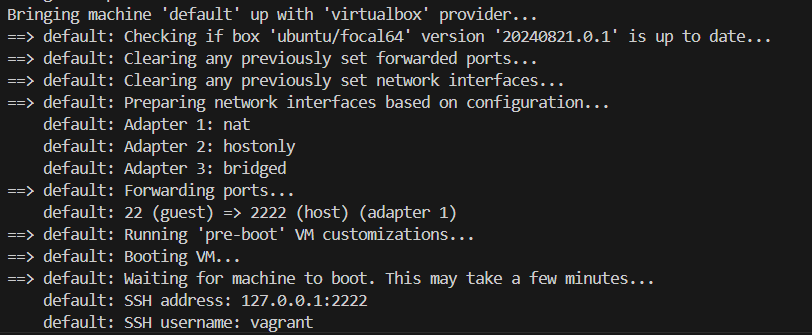 Bringing machine 'default' up with 'virtualbox' provider...
==> default: Checking if box 'ubuntu/focal64' version '20240821.0.1' is up to date...
==> default: Clearing any previously set forwarded ports...
==> default: Clearing any previously set network interfaces...
==> default: Preparing network interfaces based on configuration...
    default: Adapter 1: nat
    default: Adapter 2: hostonly
    default: Adapter 3: bridged
==> default: Forwarding ports...
    default: 22 (guest) => 2222 (host) (adapter 1)
==> default: Running 'pre-boot' VM customizations...
==> default: Booting VM...
==> default: Waiting for machine to boot. This may take a few minutes...
    default: SSH address: 127.0.0.1:2222
    default: SSH username: vagrant